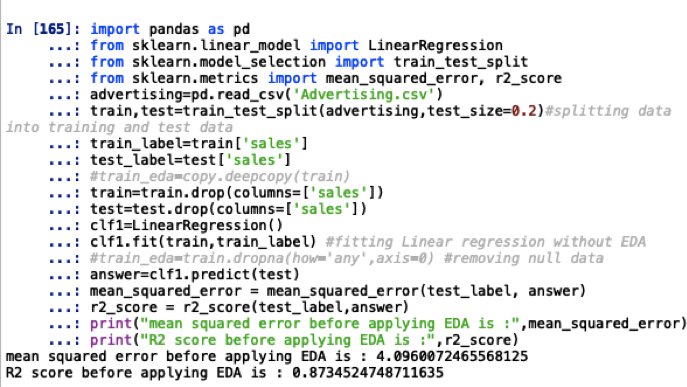 In [165]: import pandas as pd
...: from sklearn.linear_model import LinearRegression
...: from sklearn.model_selection import train_test_split
...: from sklearn.metrics import mean_squared_error, r2_score
...: advertising=pd.read_csv('Advertising.csv')
...: train,test=train_test_split(advertising,test_size=0.2)#splitting data
into training and test data
...: train_label=train['sales']
...: test_label=test['sales']
...: #train_eda=copy.deepcopy(train)
...: train=train.drop(columns=['sales'])
...: test=test.drop(columns=['sales'])
...: clf1=LinearRegression()
...: clf1.fit(train,train_label) #fitting Linear regression without EDA
...: #train_eda=train.dropna(how='any',axis=0) #removing null data
...: answer=clf1.predict(test)
...: mean_squared_error = mean_squared_error(test_label, answer)
...: r2_score = r2_score(test_label,answer)
...: print("mean squared error before applying EDA is :",mean_squared_error)
...: print("R2 score before applying EDA is :",r2_score)
mean squared error before applying EDA is : 4.0960072465568125
R2 score before applying EDA is : 0.8734524748711635